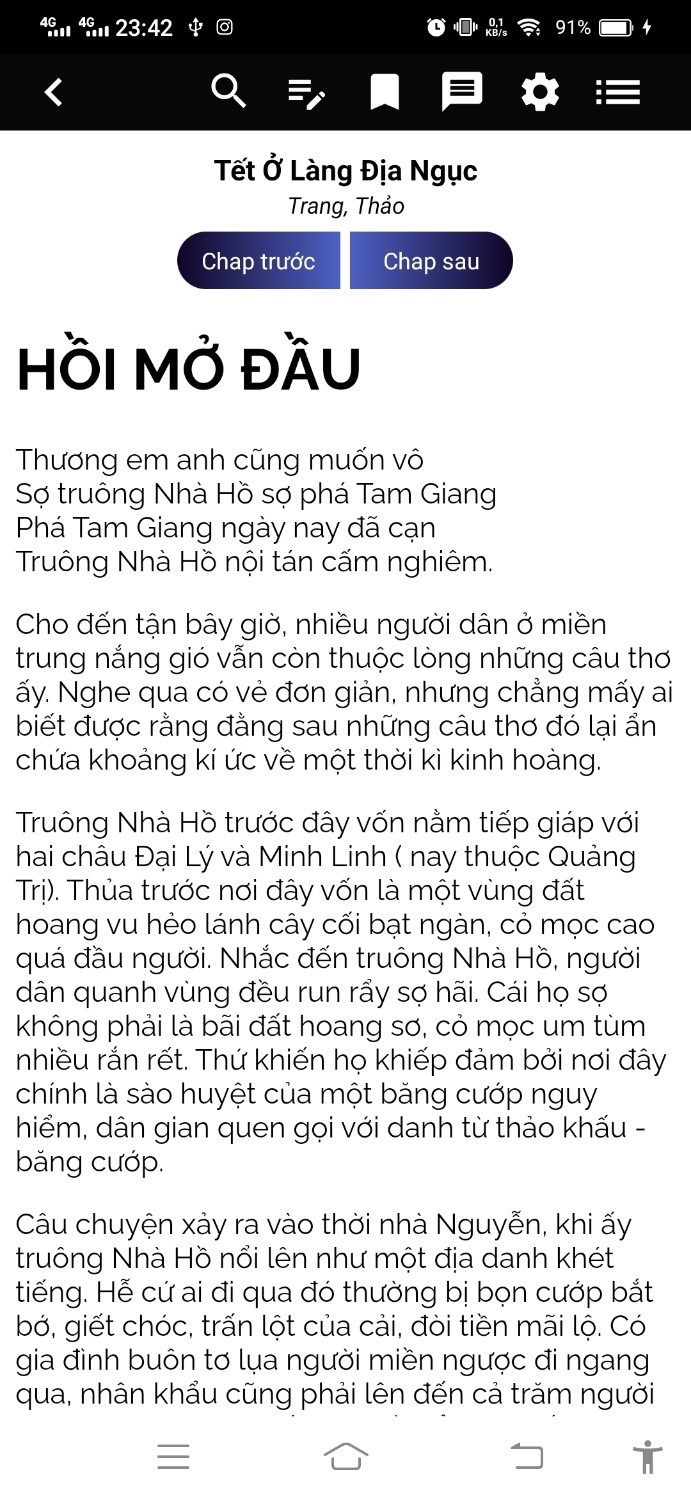 4G 4G 23:42 0,1 KB/s 91%
Tết Ở Làng Địa Ngục
Trang, Thảo
Chap trước Chap sau
HỒI MỞ ĐẦU
Thương em anh cũng muốn vô
Sợ truông Nhà Hồ sợ phá Tam Giang
Phá Tam Giang ngày nay đã cạn
Truông Nhà Hồ nội tán cấm nghiêm.
Cho đến tận bây giờ, nhiều người dân ở miền
trung nắng gió vẫn còn thuộc lòng những câu thơ
ấy. Nghe qua có vẻ đơn giản, nhưng chẳng mấy ai
biết được rằng đằng sau những câu thơ đó lại ẩn
chứa khoảng kí ức về một thời kì kinh hoàng.
Truông Nhà Hồ trước đây vốn nằm tiếp giáp với
hai châu Đại Lý và Minh Linh ( nay thuộc Quảng
Trị). Thủa trước nơi đây vốn là một vùng đất
hoang vu hẻo lánh cây cối bạt ngàn, cỏ mọc cao
quá đầu người. Nhắc đến truông Nhà Hồ, người
dân quanh vùng đều run rẩy sợ hãi. Cái họ sợ
không phải là bãi đất hoang sơ, cỏ mọc um tùm
nhiều rắn rết. Thứ khiến họ khiếp đảm bởi nơi đây
chính là sào huyệt của một băng cướp nguy
hiểm, dân gian quen gọi với danh từ thảo khấu -
băng cướp.
Câu chuyện xảy ra vào thời nhà Nguyễn, khi ấy
truông Nhà Hồ nổi lên như một địa danh khét
tiếng. Hễ cứ ai đi qua đó thường bị bọn cướp bắt
bớ, giết chóc, trấn lột của cải, đòi tiền mãi lộ. Có
gia đình buôn tơ lụa người miền ngược đi ngang
qua, nhân khẩu cũng phải lên đến cả trăm người